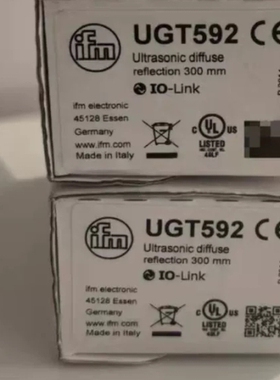 ifm
UGT592 CE
Ultrasonic diffuse
reflection 300 mm
IO-Link
ifm electronic
45128 Essen
Germany
www.ifm.com
Made in Italy
C UL US
LISTED
ifm
UGT592 CE
Ultrasonic diffuse
reflection 300 mm
IO-Link
ifm electronic
45128 Essen
Germany
www.ifm.com
Made in Italy
C UL US
LISTED